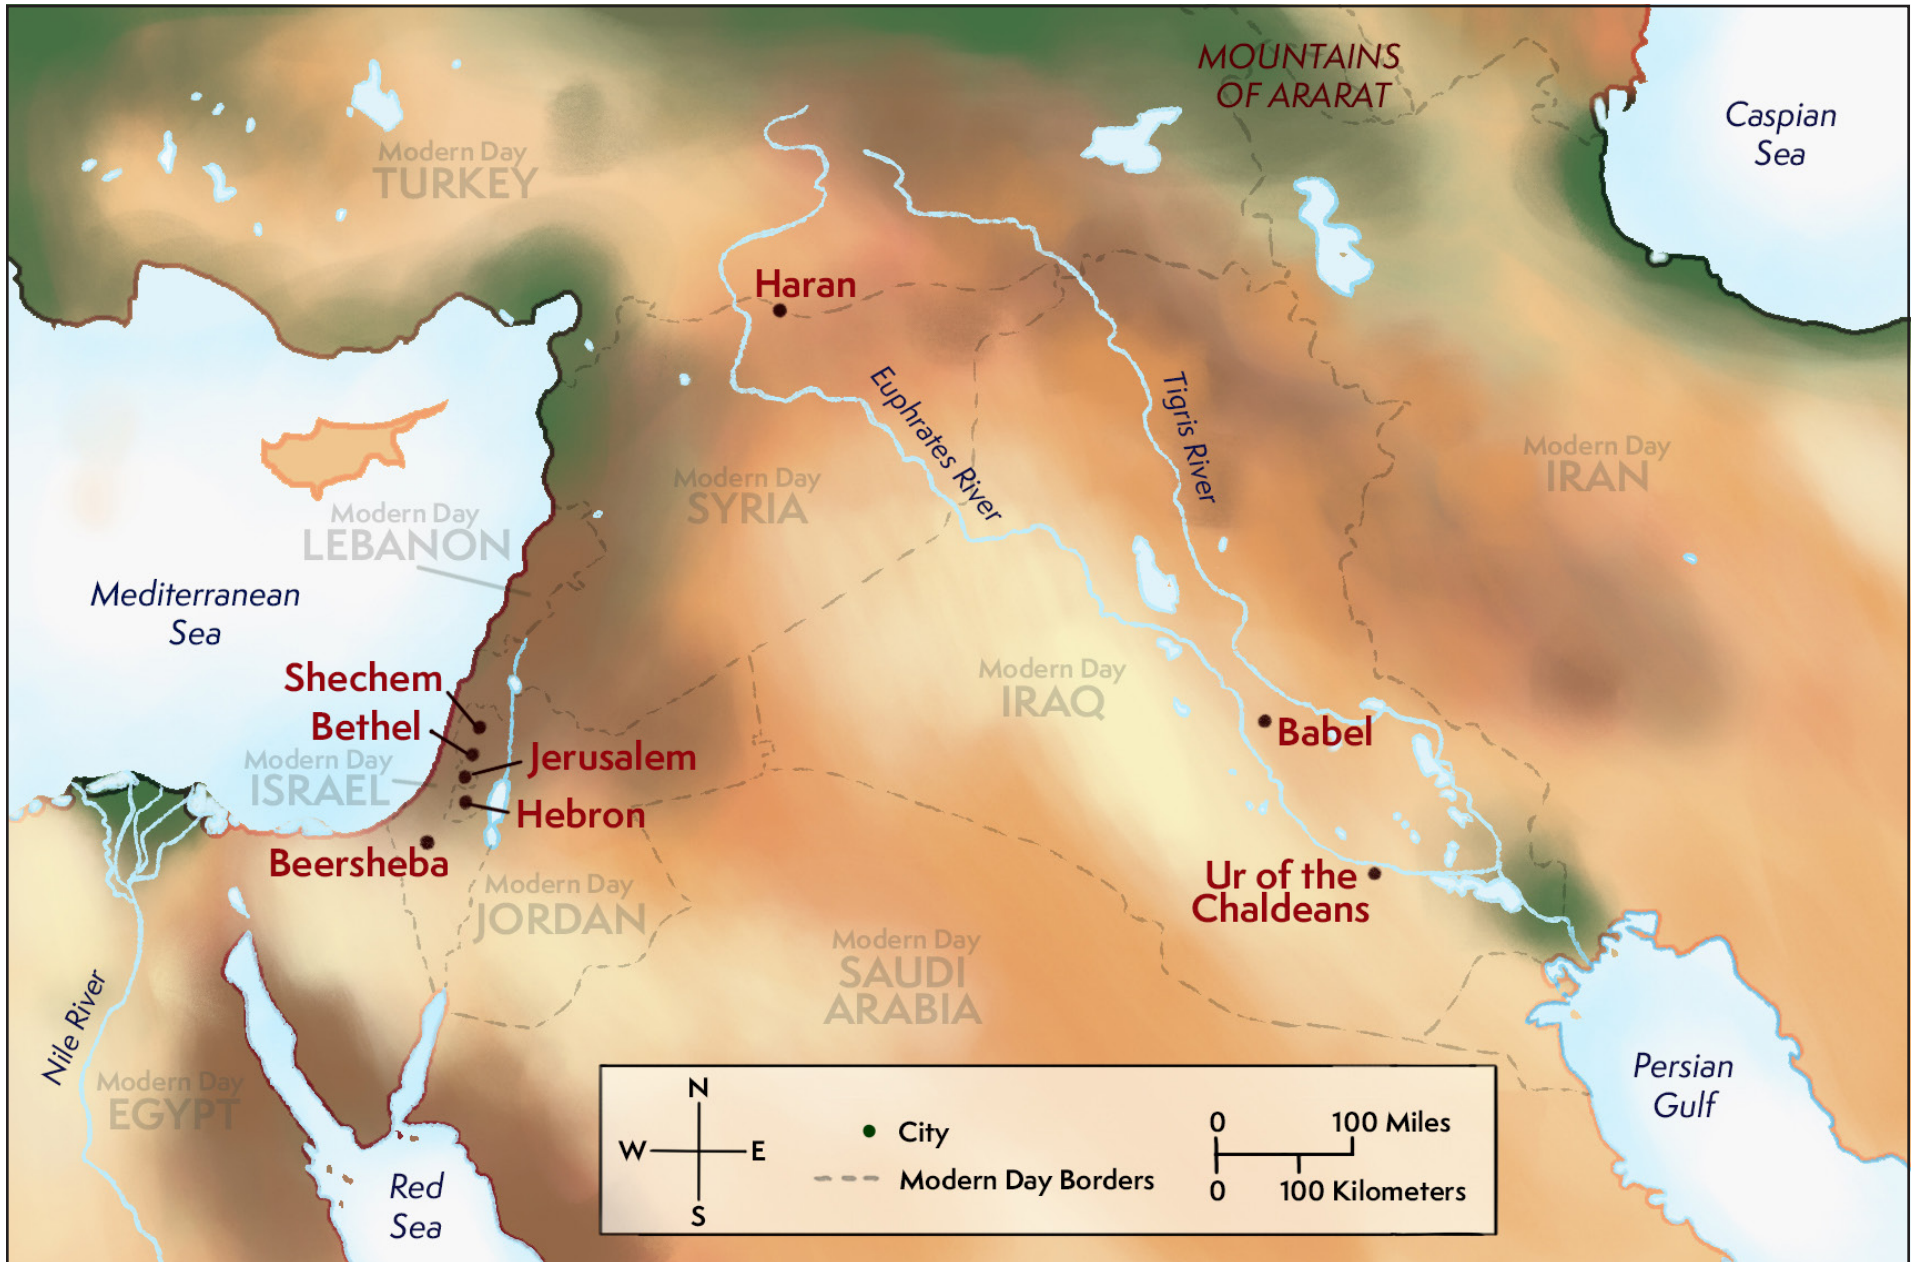 MOUNTAINS
OF ARARAT
Caspian
Sea
Modern Day
TURKEY
Haran
Euphrates River
Tigris River
Modern Day
IRAN
Modern Day
SYRIA
Modern Day
LEBANON
Mediterranean
Sea
Shechem
Bethel
Modern Day
ISRAEL
Jerusalem
Hebron
Beersheba
Modern Day
IRAQ
Babel
Ur of the
Chaldeans
Modern Day
JORDAN
Modern Day
SAUDI
ARABIA
Nile River
Modern Day
EGYPT
Red
Sea
Persian
Gulf
N
W E
S
City
Modern Day Borders
0 100 Miles
0 100 Kilometers